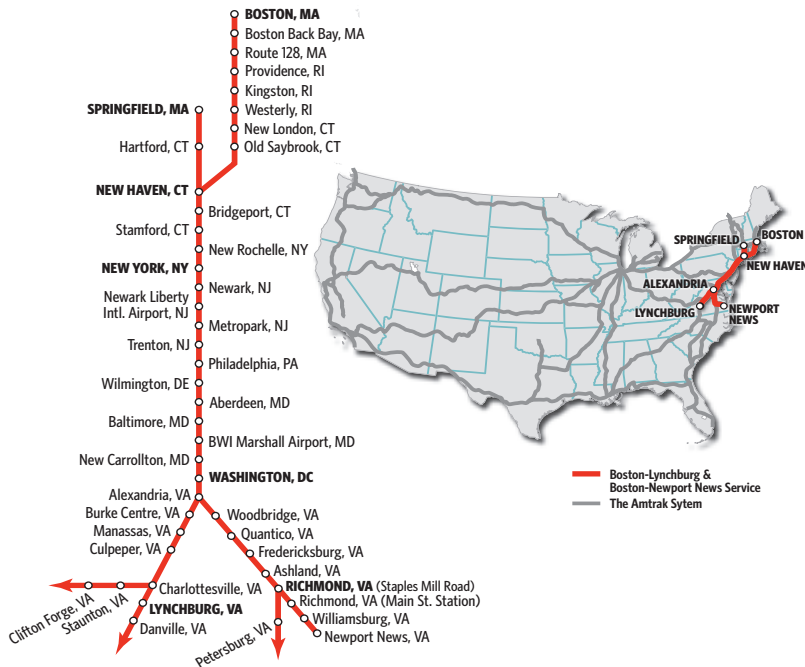 BOSTON, MA
Boston Back Bay, MA
Route 128, MA
Providence, RI
Kingston, RI
SPRINGFIELD, MA
Westerly, RI
New London, CT
Hartford, CT
Old Saybrook, CT
NEW HAVEN, CT
Bridgeport, CT
Stamford, CT
New Rochelle, NY
NEW YORK, NY
Newark, NJ
Newark Liberty
Intl. Airport, NJ
Metropark, NJ
Trenton, NJ
Philadelphia, PA
Wilmington, DE
Aberdeen, MD
Baltimore, MD
BWI Marshall Airport, MD
New Carrollton, MD
WASHINGTON, DC
Alexandria, VA
Burke Centre, VA
Woodbridge, VA
Manassas, VA
Quantico, VA
Culpeper, VA
Fredericksburg, VA
Ashland, VA
Charlottesville, VA
RICHMOND, VA (Staples Mill Road)
Clifton Forge, VA
Staunton, VA
LYNCHBURG, VA
Richmond, VA (Main St. Station)
Danville, VA
Williamsburg, VA
Petersburg, VA
Newport News, VA
SPRINGFIELD
BOSTON
NEW HAVEN
ALEXANDRIA
LYNCHBURG
NEWPORT
NEWS
Boston-Lynchburg &
Boston-Newport News Service
The Amtrak Sytem